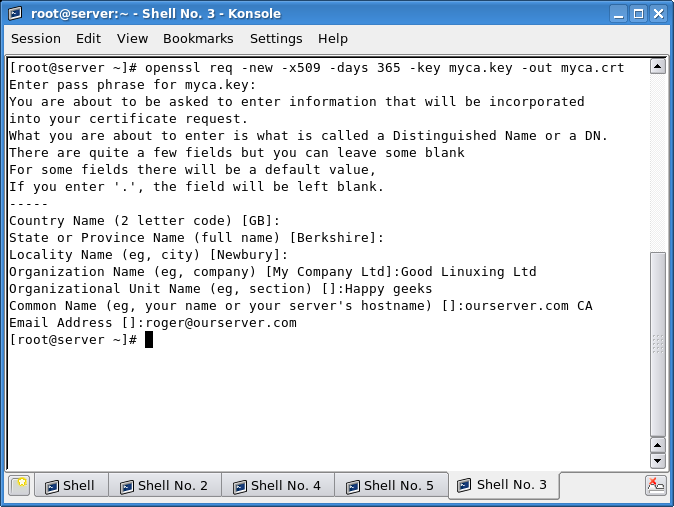 root@server:~ - Shell No. 3 - Konsole
Session Edit View Bookmarks Settings Help
[root@server ~]# openssl req -new -x509 -days 365 -key myca.key -out myca.crt
Enter pass phrase for myca.key:
You are about to be asked to enter information that will be incorporated
into your certificate request.
What you are about to enter is what is called a Distinguished Name or a DN.
There are quite a few fields but you can leave some blank
For some fields there will be a default value,
If you enter '.', the field will be left blank.
-----
Country Name (2 letter code) [GB]:
State or Province Name (full name) [Berkshire]:
Locality Name (eg, city) [Newbury]:
Organization Name (eg, company) [My Company Ltd]:Good Linuxing Ltd
Organizational Unit Name (eg, section) []:Happy geeks
Common Name (eg, your name or your server's hostname) []:ourserver.com CA
Email Address []:roger@ourserver.com
[root@server ~]#
Shell Shell No. 2 Shell No. 4 Shell No. 5 Shell No. 3